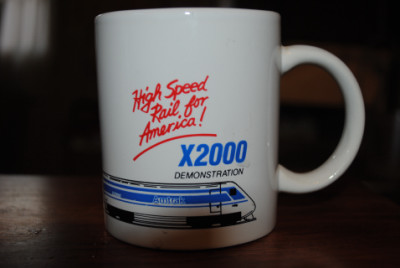 High Speed
Rail for
America!
X2000
DEMONSTRATION
Amtrak